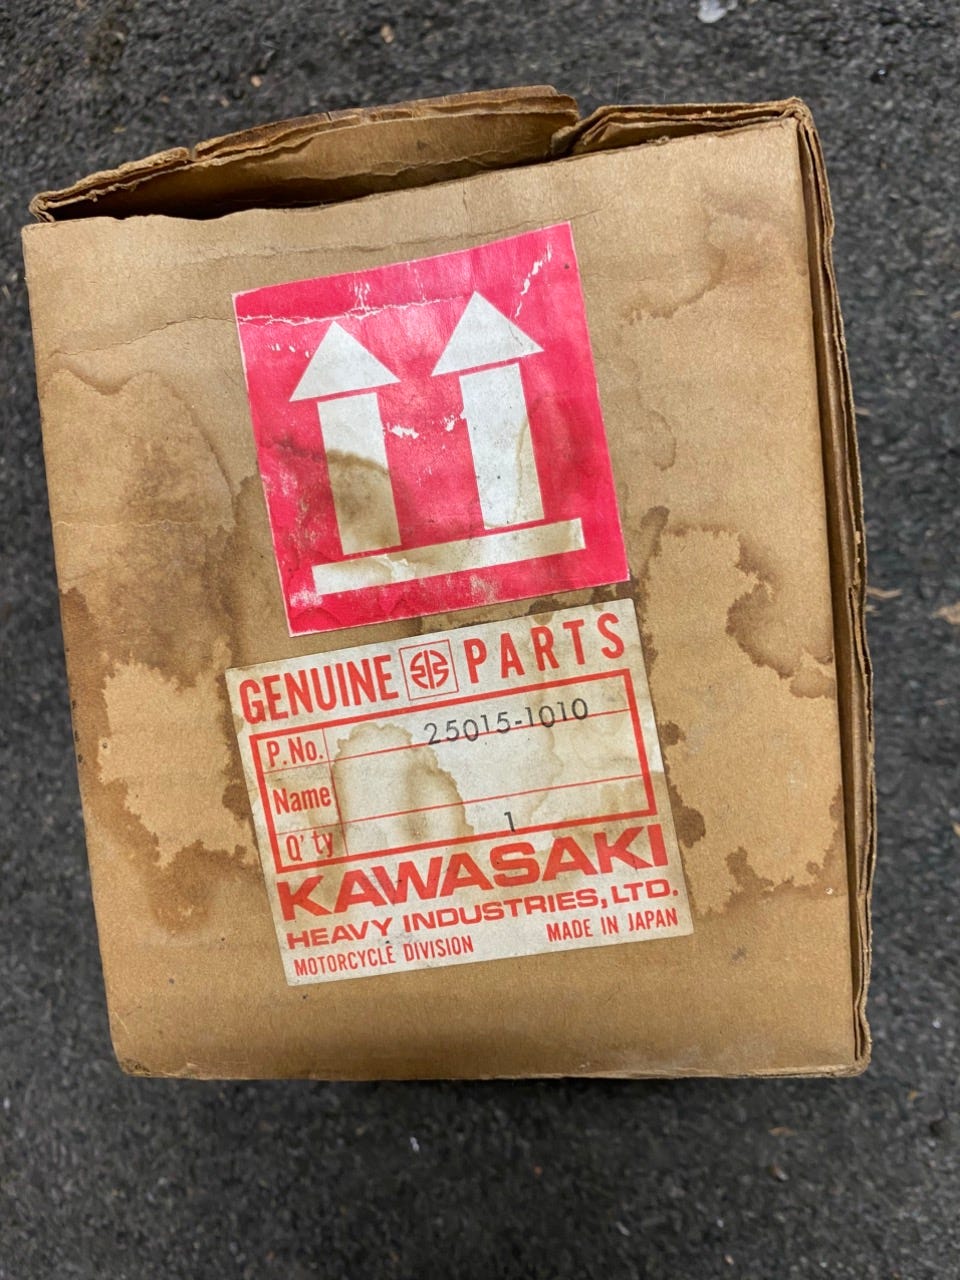 GENUINE PARTS
P.No. 25015-1010
Name
Q'ty 1
KAWASAKI
HEAVY INDUSTRIES, LTD.
MOTORCYCLE DIVISION MADE IN JAPAN